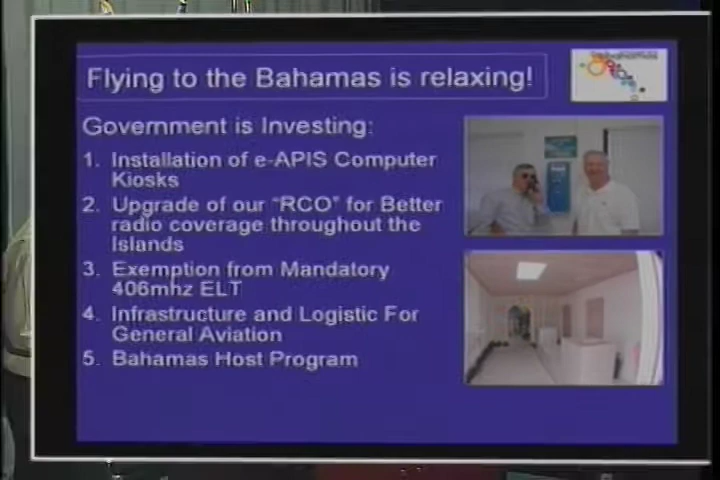 Flying to the Bahamas is relaxing!
Government is Investing:
1. Installation of e-APIS Computer
Kiosks
2. Upgrade of our "RCO" for Better
radio coverage throughout the
Islands
3. Exemption from Mandatory
406mhz ELT
4. Infrastructure and Logistic For
General Aviation
5. Bahamas Host Program